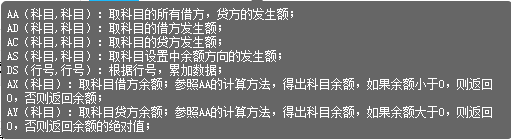 AA（科目,科目）：取科目的所有借方，贷方的发生额；
AD（科目）：取科目的借方发生额；
AC（科目）：取科目的贷方发生额；
AS（科目）：取科目设置中余额方向的发生额；
DS（行号,行号）：根据行号，累加数据；
AX（科目）：取科目借方余额；参照AA的计算方法，得出科目余额，如果余额小于0，则返回
0，否则返回余额；
AY（科目）：取科目贷方余额；参照AA的计算方法，得出科目余额，如果余额大于0，则返回
0，否则返回余额的绝对值；